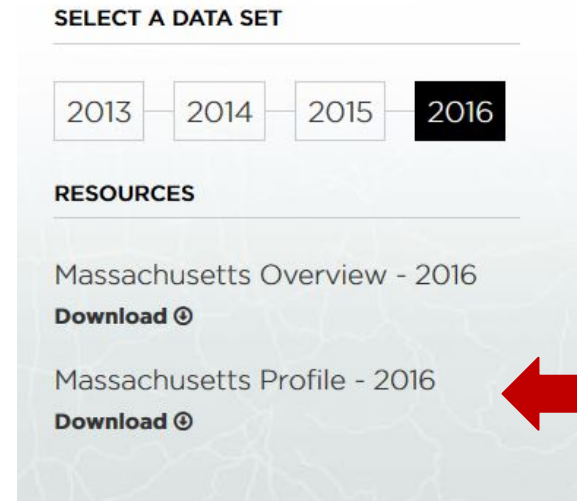 SELECT A DATA SET
2013 2014 2015 2016
RESOURCES
Massachusetts Overview - 2016
Download
Massachusetts Profile - 2016
Download